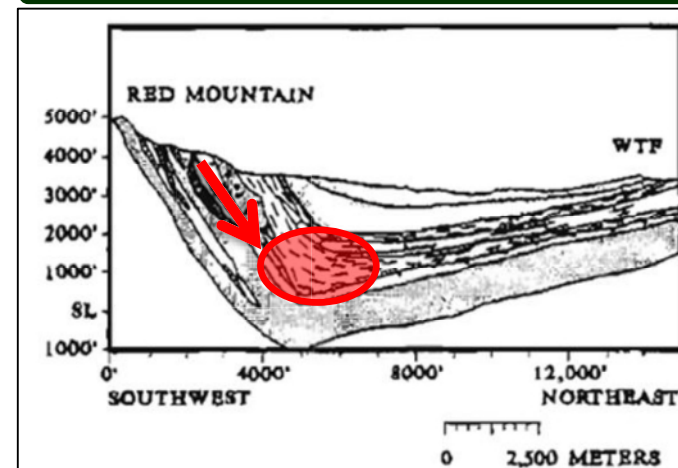 RED MOUNTAIN
WTF
5000'
4000'
3000'
2000'
1000'
SL
1000'
0' 4000' 8000' 12,000'
SOUTHWEST NORTHEAST
0 2,500 METERS